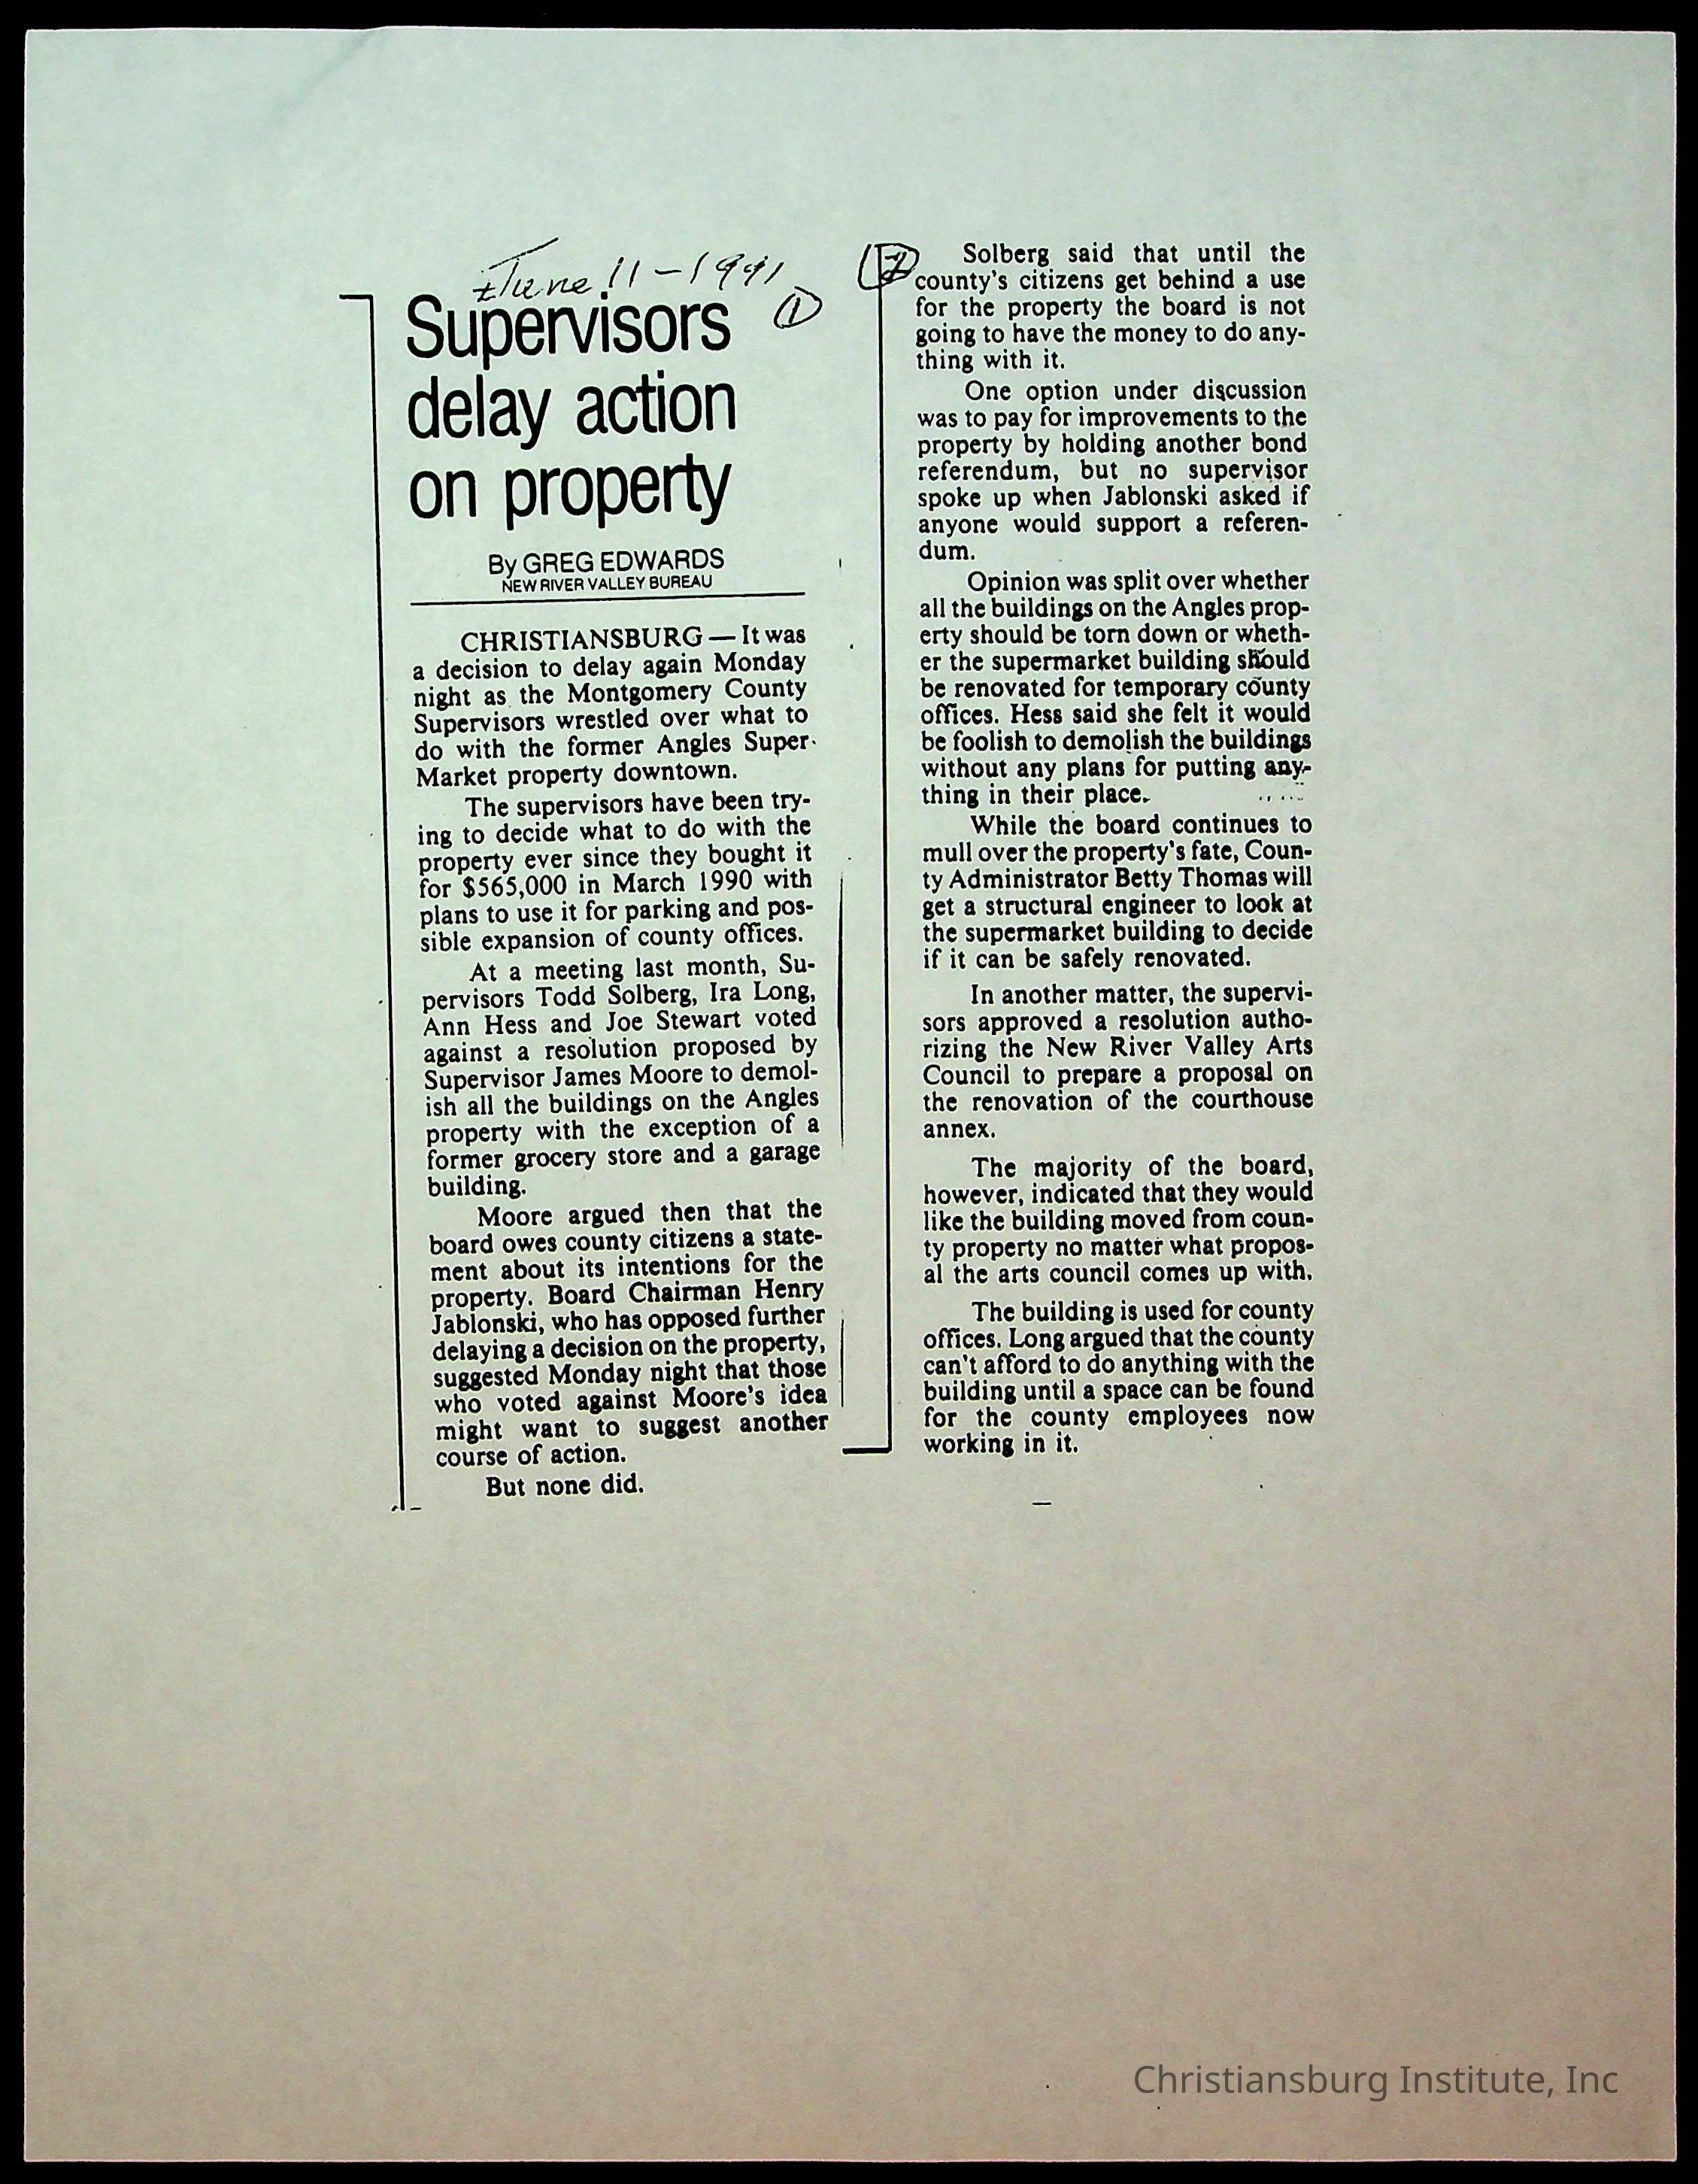 June 11-1991
①
Supervisors
delay action
on property
By GREG EDWARDS
NEW RIVER VALLEY BUREAU
CHRISTIANSBURG — It was
a decision to delay again Monday
night as the Montgomery County
Supervisors wrestled over what to
do with the former Angles Super-
Market property downtown.
The supervisors have been try-
ing to decide what to do with the
property ever since they bought it
for $565,000 in March 1990 with
plans to use it for parking and pos-
sible expansion of county offices.
At a meeting last month, Su-
pervisors Todd Solberg, Ira Long,
Ann Hess and Joe Stewart voted
against a resolution proposed by
Supervisor James Moore to demol-
ish all the buildings on the Angles
property with the exception of a
former grocery store and a garage
building.
Moore argued then that the
board owes county citizens a state-
ment about its intentions for the
property. Board Chairman Henry
Jablonski, who has opposed further
delaying a decision on the property,
suggested Monday night that those
who voted against Moore's idea
might want to suggest another
course of action.
But none did.
②
Solberg said that until the
county's citizens get behind a use
for the property the board is not
going to have the money to do any-
thing with it.
One option under discussion
was to pay for improvements to the
property by holding another bond
referendum, but no supervisor
spoke up when Jablonski asked if
anyone would support a referen-
dum.
Opinion was split over whether
all the buildings on the Angles prop-
erty should be torn down or wheth-
er the supermarket building should
be renovated for temporary county
offices. Hess said she felt it would
be foolish to demolish the buildings
without any plans for putting any-
thing in their place.
While the board continues to
mull over the property's fate, Coun-
ty Administrator Betty Thomas will
get a structural engineer to look at
the supermarket building to decide
if it can be safely renovated.
In another matter, the supervi-
sors approved a resolution autho-
rizing the New River Valley Arts
Council to prepare a proposal on
the renovation of the courthouse
annex.
The majority of the board,
however, indicated that they would
like the building moved from coun-
ty property no matter what propos-
al the arts council comes up with.
The building is used for county
offices. Long argued that the county
can't afford to do anything with the
building until a space can be found
for the county employees now
working in it.
Christiansburg Institute, Inc